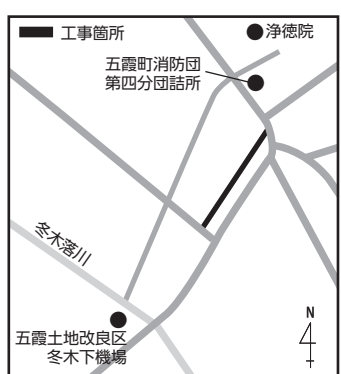 工事箇所
浄徳院
五霞町消防団
第四分団詰所
冬木落川
五霞土地改良区
冬木下機場
N